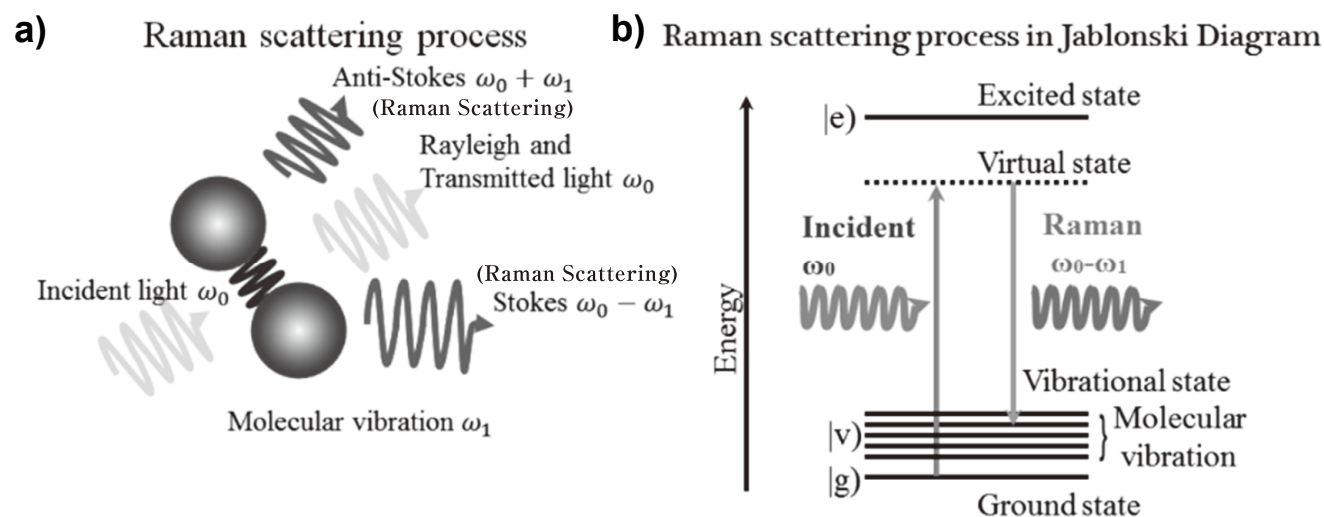 a)
Raman scattering process
Anti-Stokes ω₀ + ω₁
(Raman Scattering)
Rayleigh and
Transmitted light ω₀
(Raman Scattering)
Stokes ω₀ − ω₁
Incident light ω₀
Molecular vibration ω₁
b)
Raman scattering process in Jablonski Diagram
Energy
|e)
Excited state
Virtual state
Incident
ω₀
Raman
ω₀-ω₁
Vibrational state
|v)
Molecular
vibration
|g)
Ground state